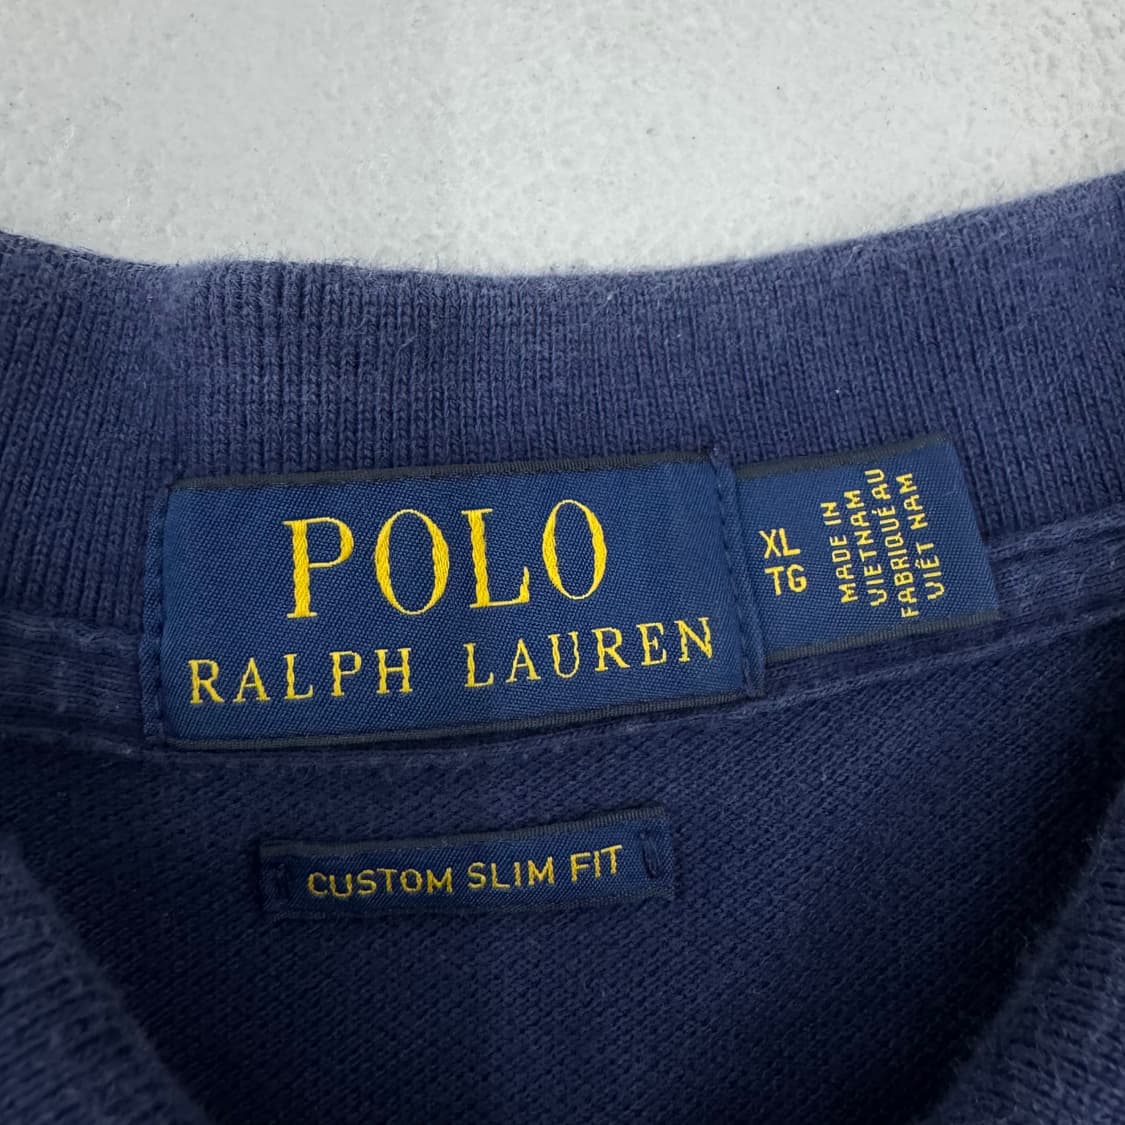 POLO
RALPH LAUREN
XL
TG
MADE IN
VIETNAM
FABRIQUÉ AU
VIÊT NAM
CUSTOM SLIM FIT